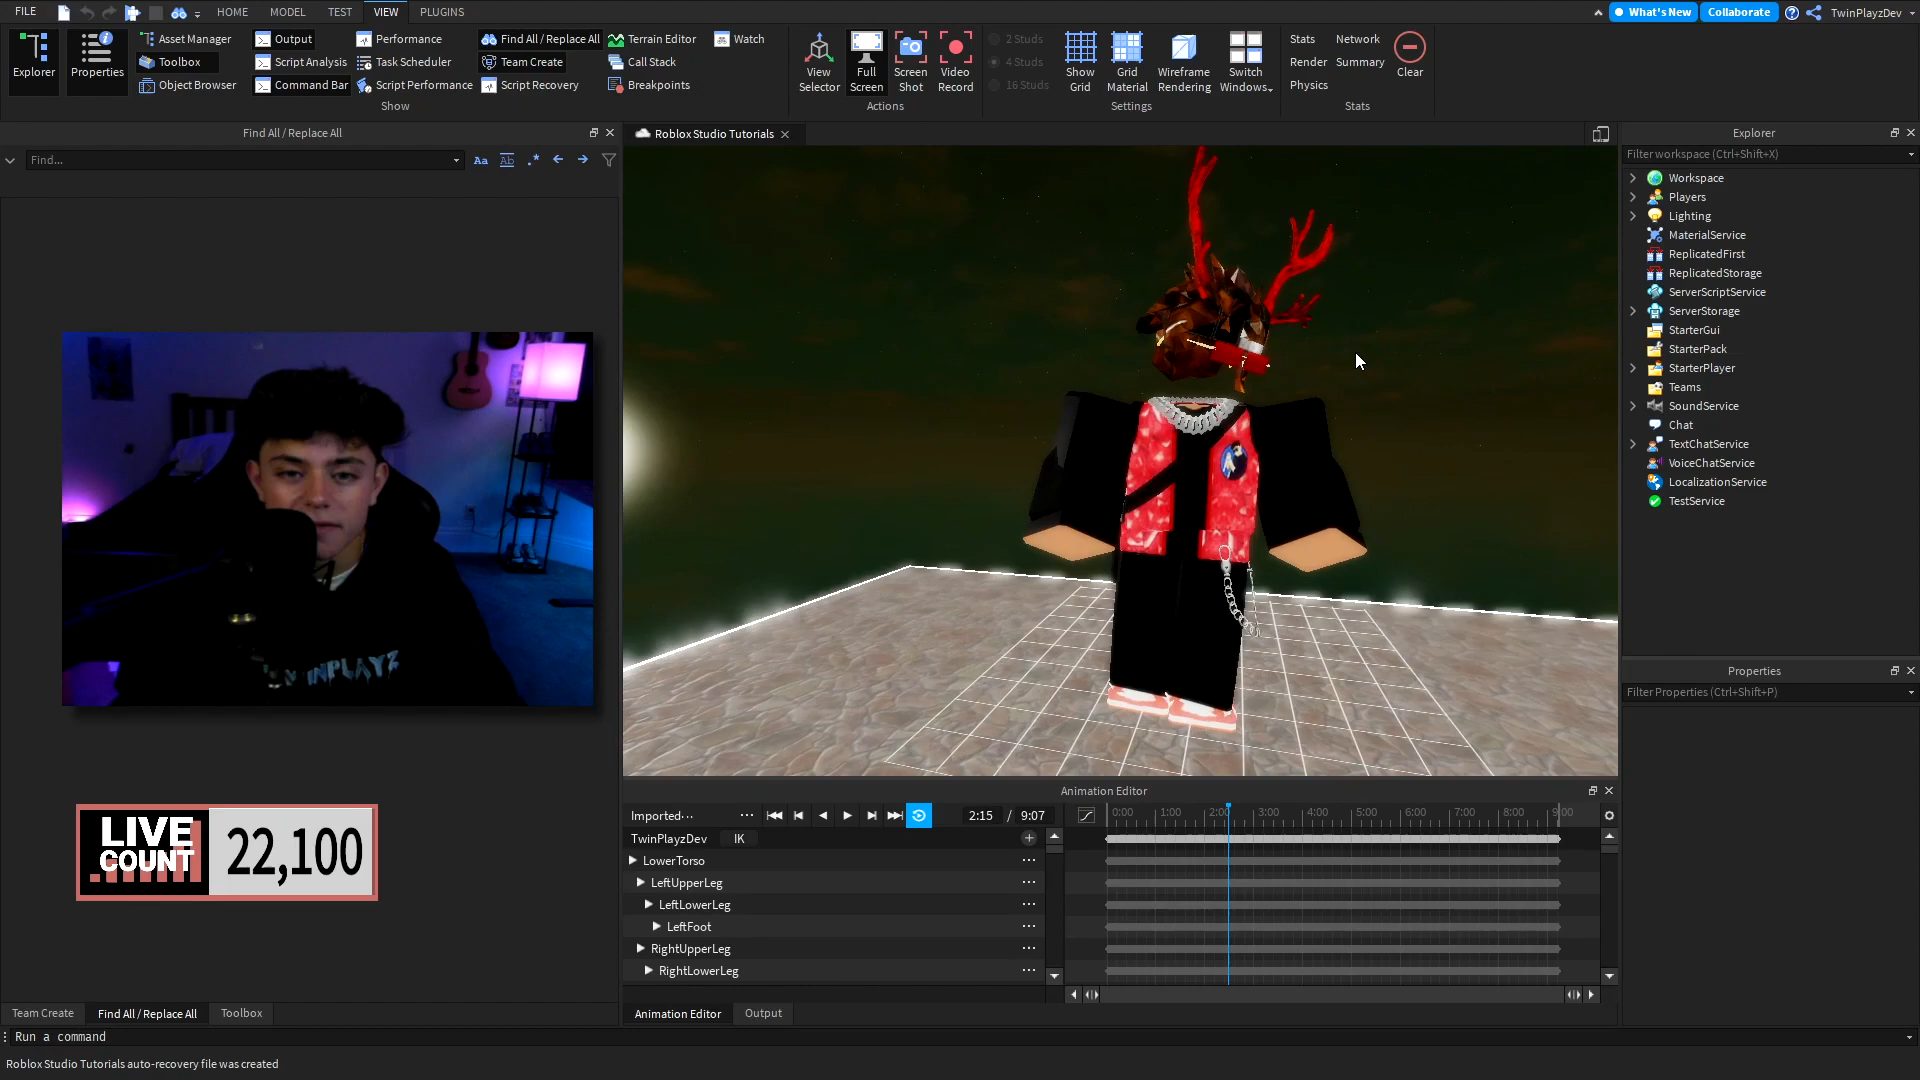 FILE HOME MODEL TEST VIEW PLUGINS What's New Collaborate TwinPlayzDev
Explorer Properties
Asset Manager Output Performance Find All / Replace All Terrain Editor Watch
Toolbox Script Analysis Task Scheduler Team Create Call Stack
Object Browser Command Bar Script Performance Script Recovery Breakpoints
Show
View Selector
Full Screen
Screen Shot
Video Record
Actions
2 Studs
4 Studs
16 Studs
Show Grid
Grid Material
Wireframe Rendering
Switch Windows
Settings
Stats Network
Render Summary
Physics
Clear
Stats
Find All / Replace All
Find...
Aa Ab .*
Roblox Studio Tutorials
TWINPLAYZ
LIVE
COUNT
22,100
Explorer
Filter workspace (Ctrl+Shift+X)
Workspace
Players
Lighting
MaterialService
ReplicatedFirst
ReplicatedStorage
ServerScriptService
ServerStorage
StarterGui
StarterPack
StarterPlayer
Teams
SoundService
Chat
TextChatService
VoiceChatService
LocalizationService
TestService
Properties
Filter Properties (Ctrl+Shift+P)
Animation Editor
Imported··· 2:15 / 9:07 0:00 1:00 2:00 3:00 4:00 5:00 6:00 7:00 8:00 9:00
TwinPlayzDev IK
LowerTorso
LeftUpperLeg
LeftLowerLeg
LeftFoot
RightUpperLeg
RightLowerLeg
Team Create Find All / Replace All Toolbox
Animation Editor Output
Run a command
Roblox Studio Tutorials auto-recovery file was created